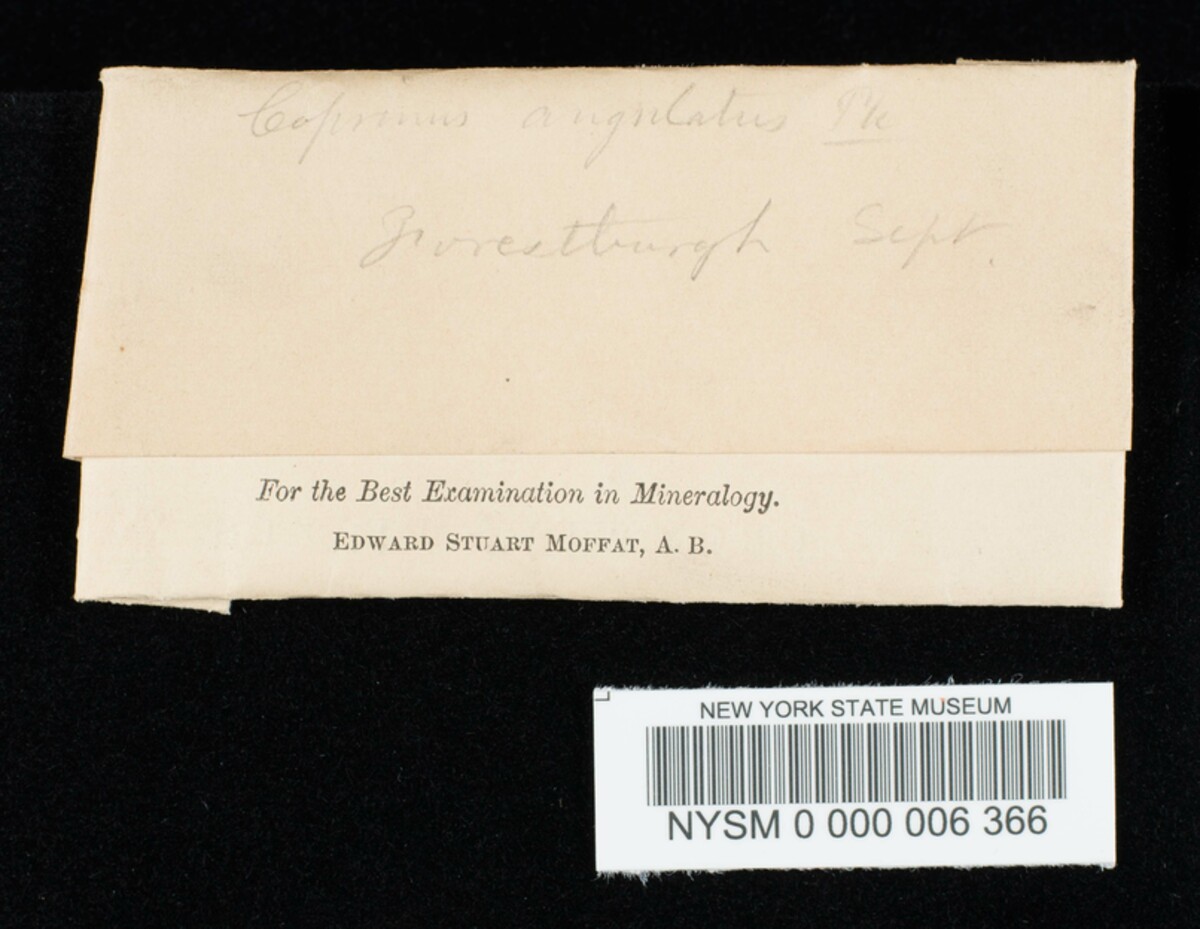 Coprinus angulatus Pk
Forestburgh Sept.
For the Best Examination in Mineralogy.
EDWARD STUART MOFFAT, A. B.
NEW YORK STATE MUSEUM
NYSM 0 000 006 366